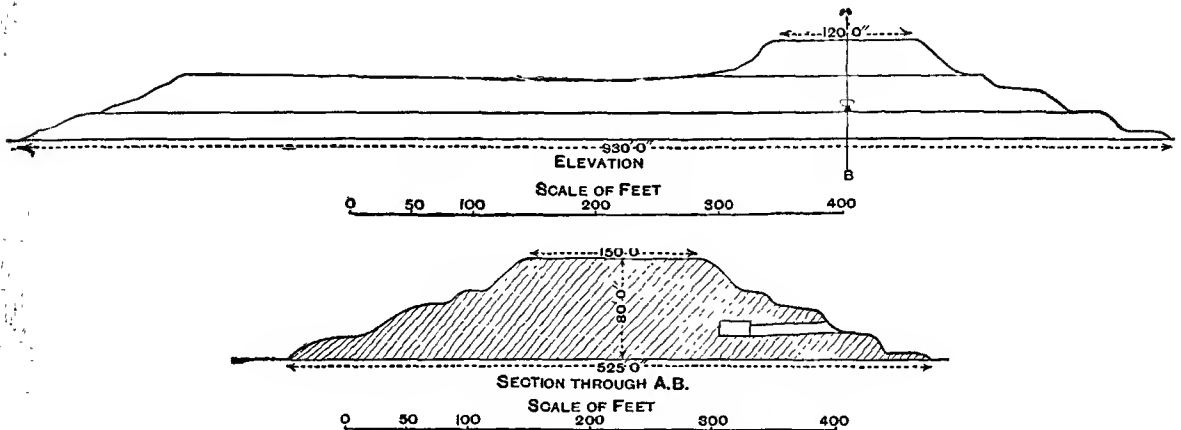 120'0"
930'0"
ELEVATION
B
SCALE OF FEET
0 50 100 200 300 400
150.0
80'0"
525'0"
SECTION THROUGH A.B.
SCALE OF FEET
0 50 100 200 300 400